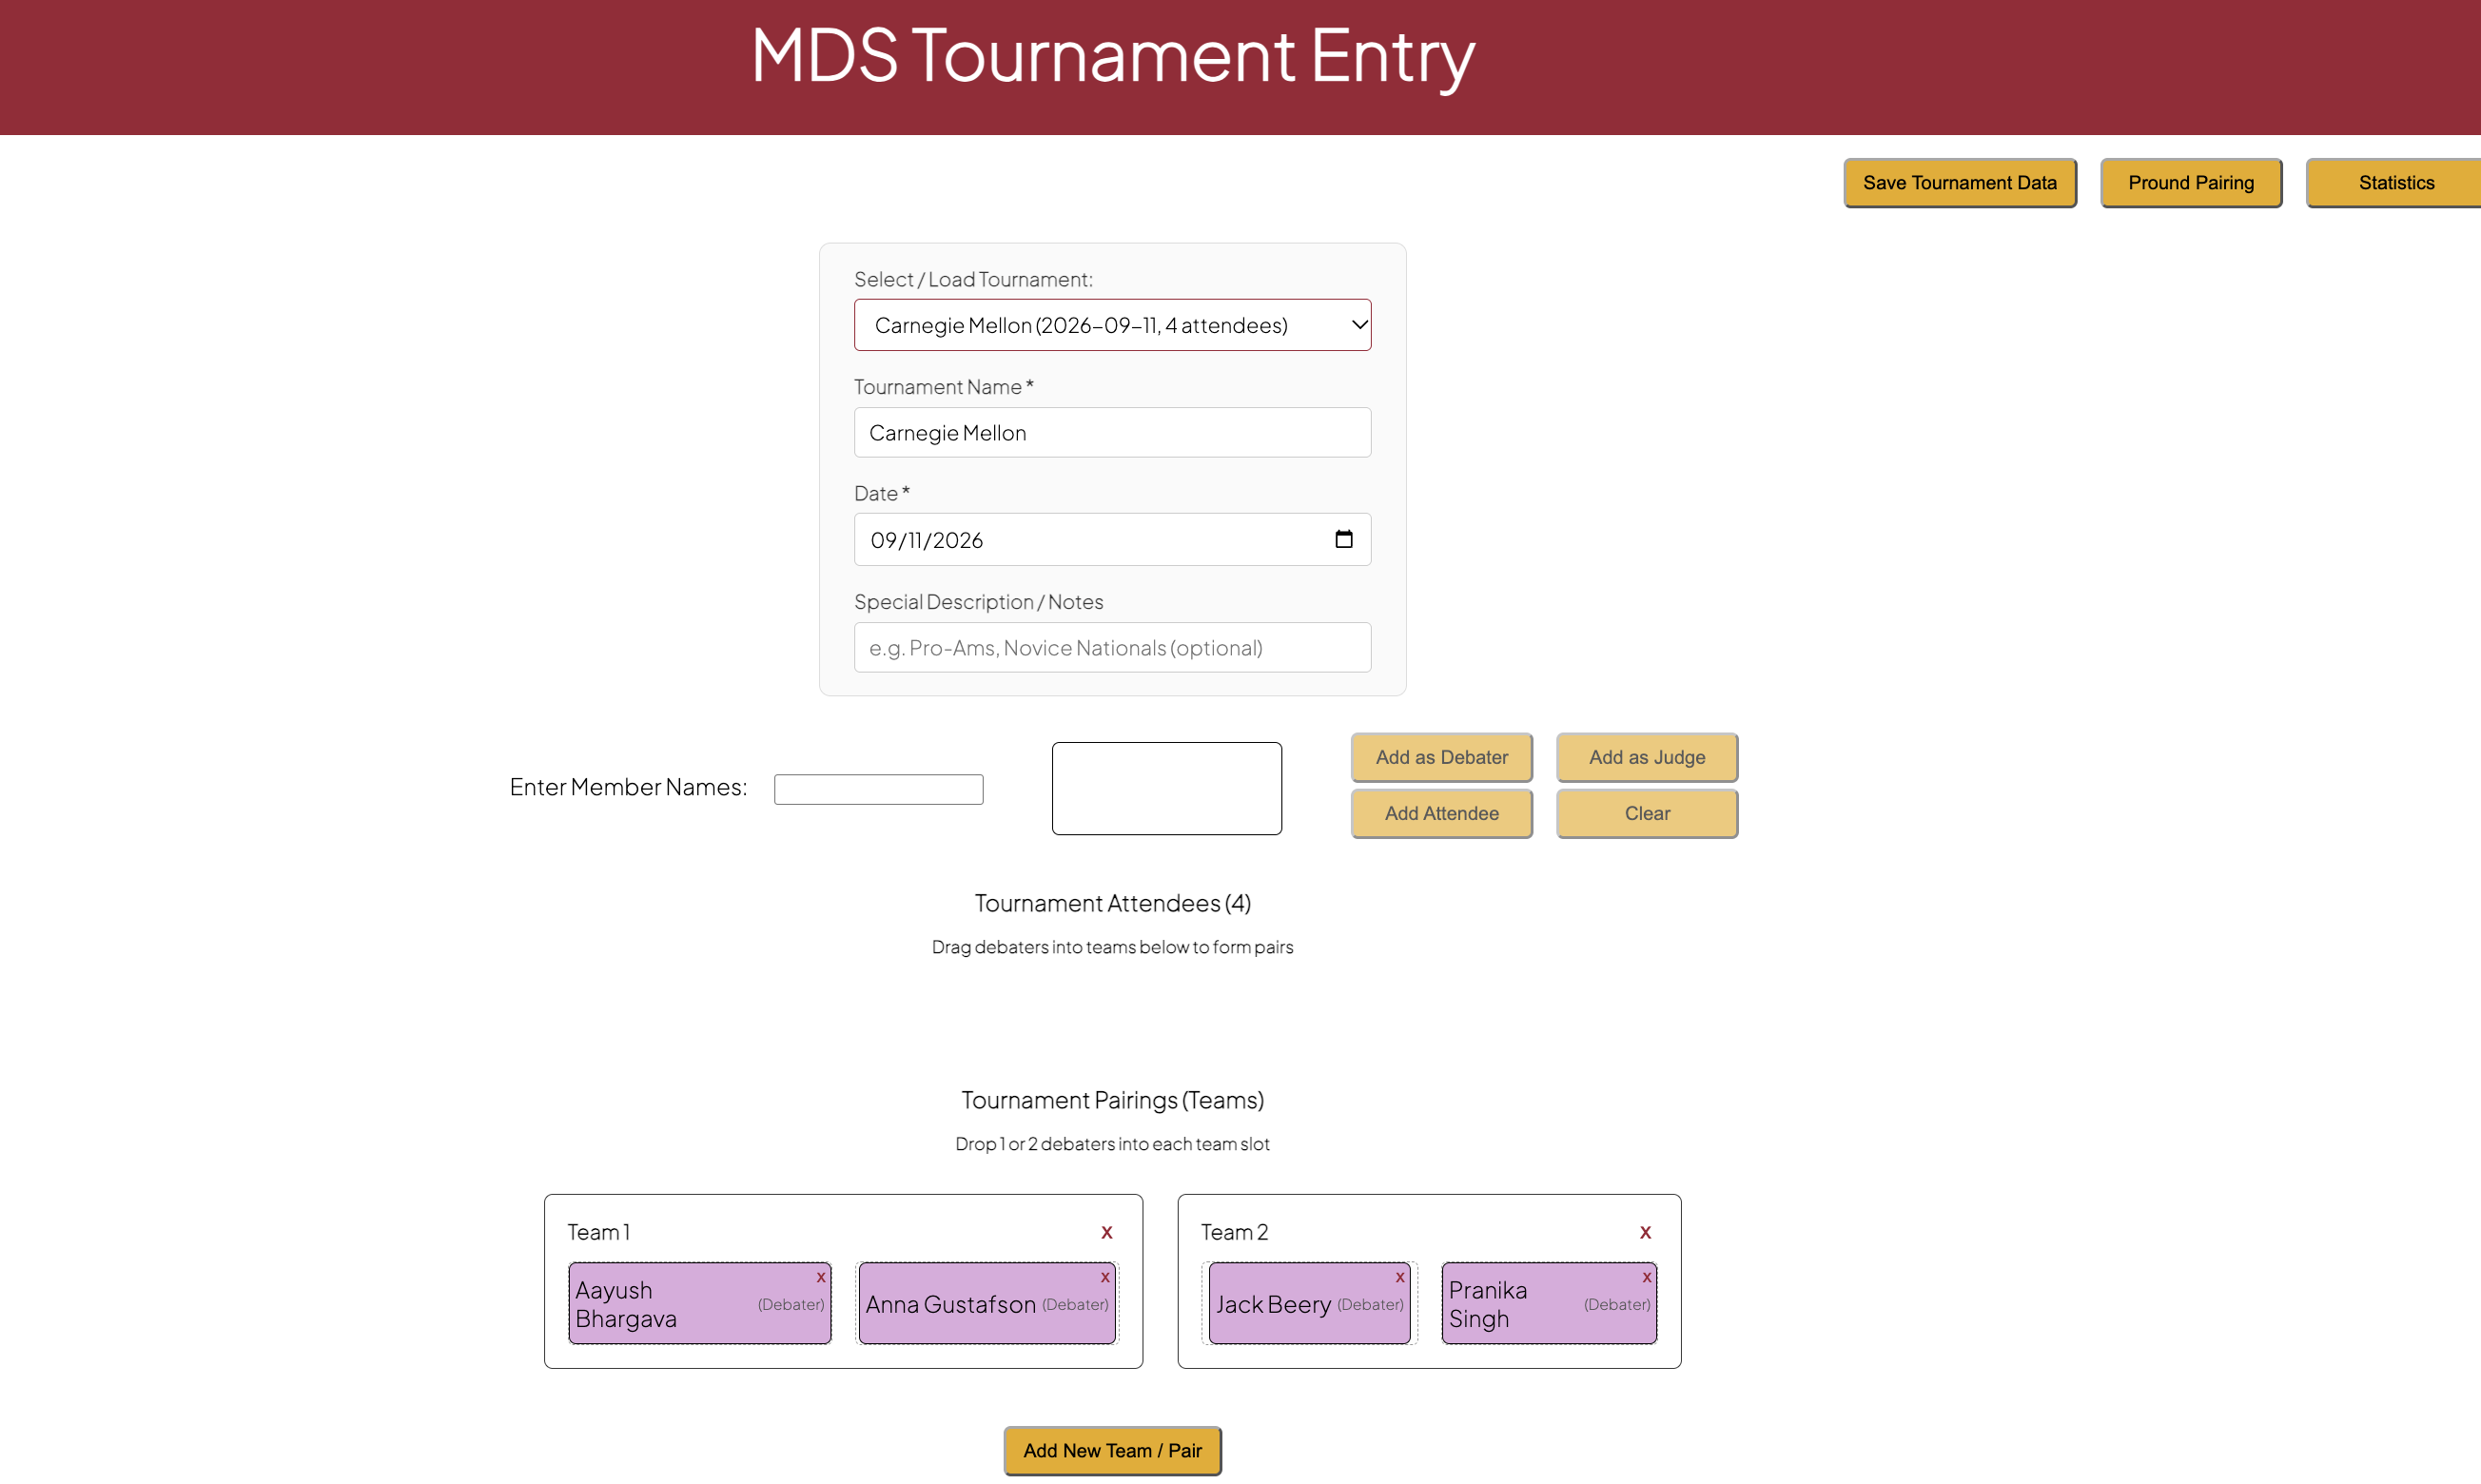 MDS Tournament Entry
Save Tournament Data
Pround Pairing
Statistics
Select / Load Tournament:
Carnegie Mellon (2026-09-11, 4 attendees)
Tournament Name *
Carnegie Mellon
Date *
09/11/2026
Special Description / Notes
e.g. Pro-Ams, Novice Nationals (optional)
Enter Member Names:
Add as Debater
Add as Judge
Add Attendee
Clear
Tournament Attendees (4)
Drag debaters into teams below to form pairs
Tournament Pairings (Teams)
Drop 1 or 2 debaters into each team slot
Team 1
x
Aayush
Bhargava
(Debater)
x
Anna Gustafson
(Debater)
x
Team 2
x
Jack Beery
(Debater)
x
Pranika
Singh
(Debater)
x
Add New Team / Pair